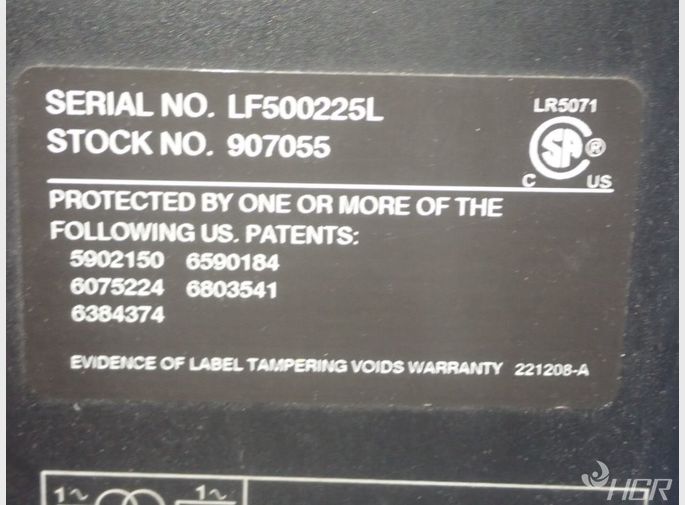 SERIAL NO. LF500225L
STOCK NO. 907055
LR5071
SA ®
C US
PROTECTED BY ONE OR MORE OF THE
FOLLOWING US. PATENTS:
5902150 6590184
6075224 6803541
6384374
EVIDENCE OF LABEL TAMPERING VOIDS WARRANTY 221208-A
1~ 1~
HGR